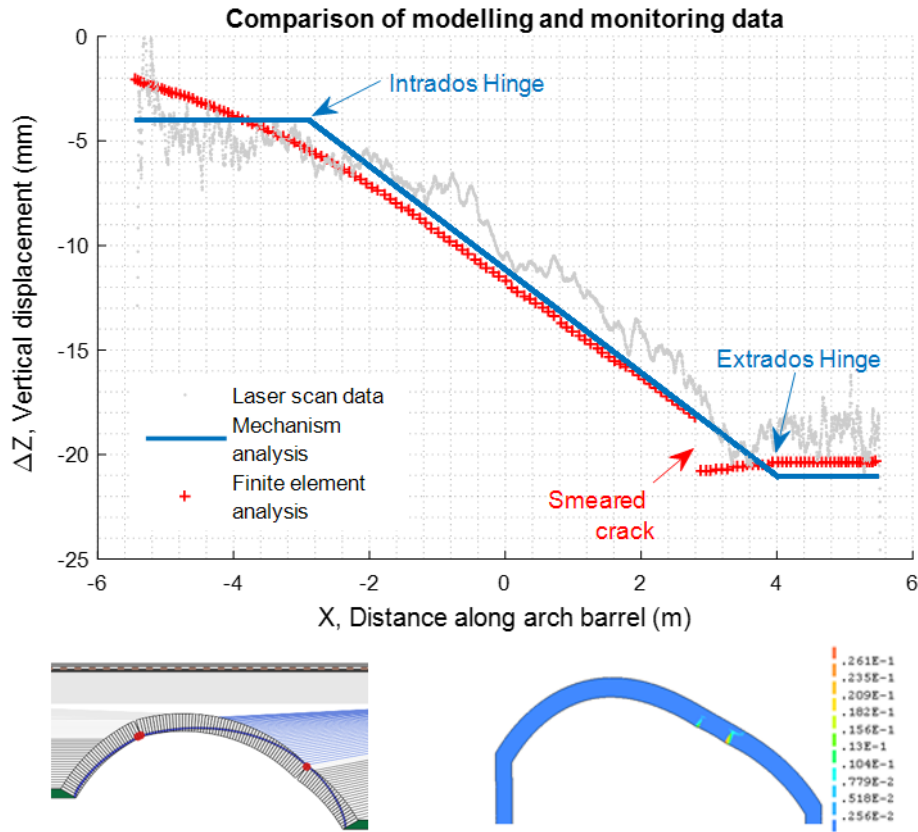 Comparison of modelling and monitoring data
0
-5
-10
-15
-20
-25
ΔZ, Vertical displacement (mm)
Intrados Hinge
Extrados Hinge
Laser scan data
Mechanism
analysis
Finite element
analysis
Smeared
crack
-6
-4
-2
0
2
4
6
X, Distance along arch barrel (m)
.261E-1
.235E-1
.209E-1
.182E-1
.156E-1
.13E-1
.104E-1
.779E-2
.518E-2
.256E-2